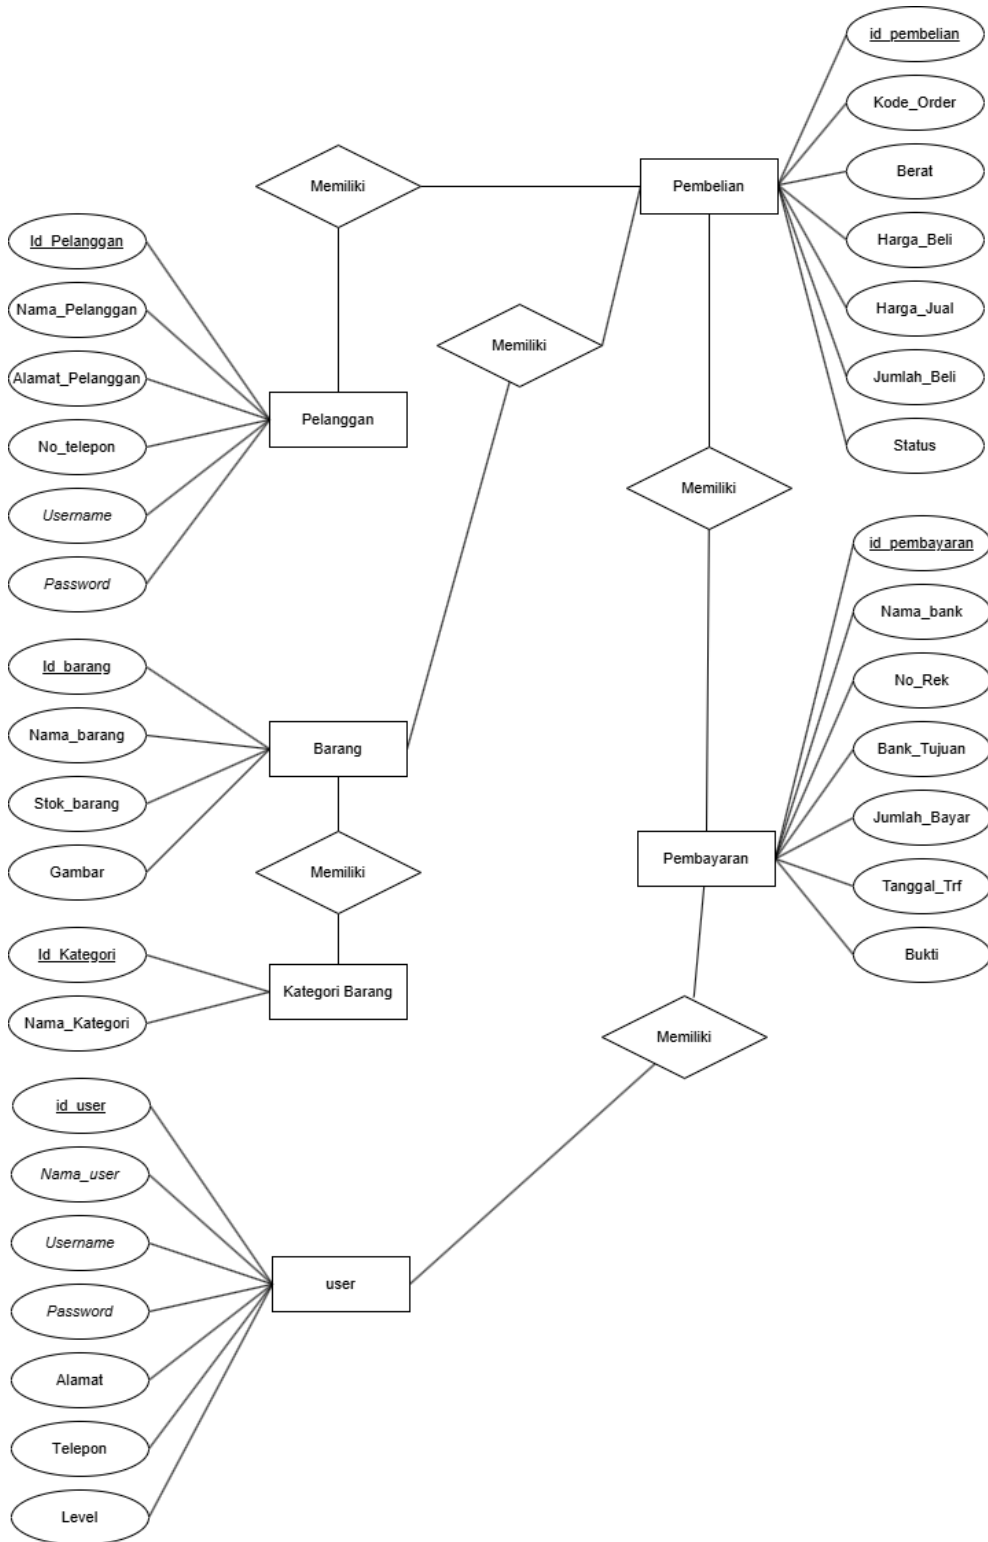 id_pembelian
Kode_Order
Berat
Harga_Beli
Harga_Jual
Jumlah_Beli
Status
Pembelian
Memiliki
Id_Pelanggan
Nama_Pelanggan
Alamat_Pelanggan
No_telepon
Username
Password
Pelanggan
Memiliki
Memiliki
id_pembayaran
Nama_bank
No_Rek
Bank_Tujuan
Jumlah_Bayar
Tanggal_Trf
Bukti
Pembayaran
Id_barang
Nama_barang
Stok_barang
Gambar
Barang
Memiliki
Id_Kategori
Nama_Kategori
Kategori Barang
Memiliki
id_user
Nama_user
Username
Password
Alamat
Telepon
Level
user